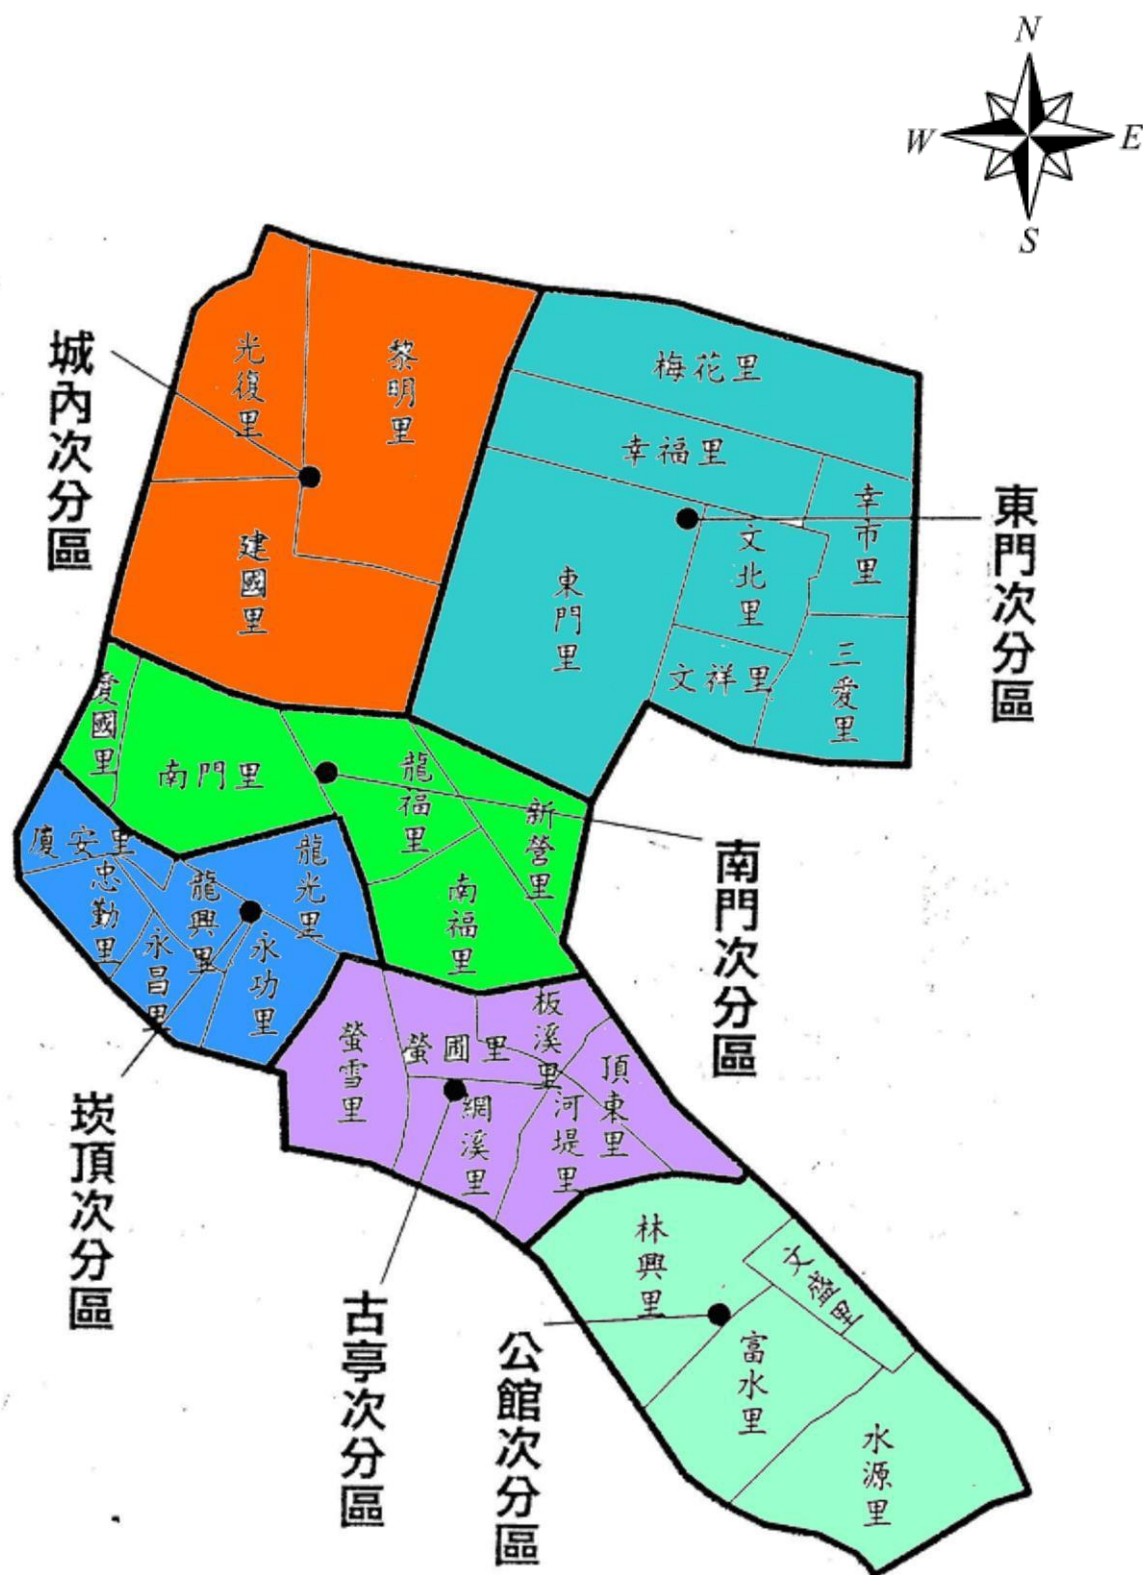 N
W
E
S
城內次分區
光復里
黎明里
建國里
梅花里
幸福里
幸市里
東門里
文北里
文祥里
三愛里
東門次分區
愛國里
南門里
龍福里
新營里
南福里
南門次分區
廈安里
忠勤里
龍興里
龍光里
永昌里
永功里
崁頂次分區
螢雪里
螢圃里
板溪里
網溪里
河堤里
頂東里
古亭次分區
林興里
文盛里
富水里
水源里
公館次分區